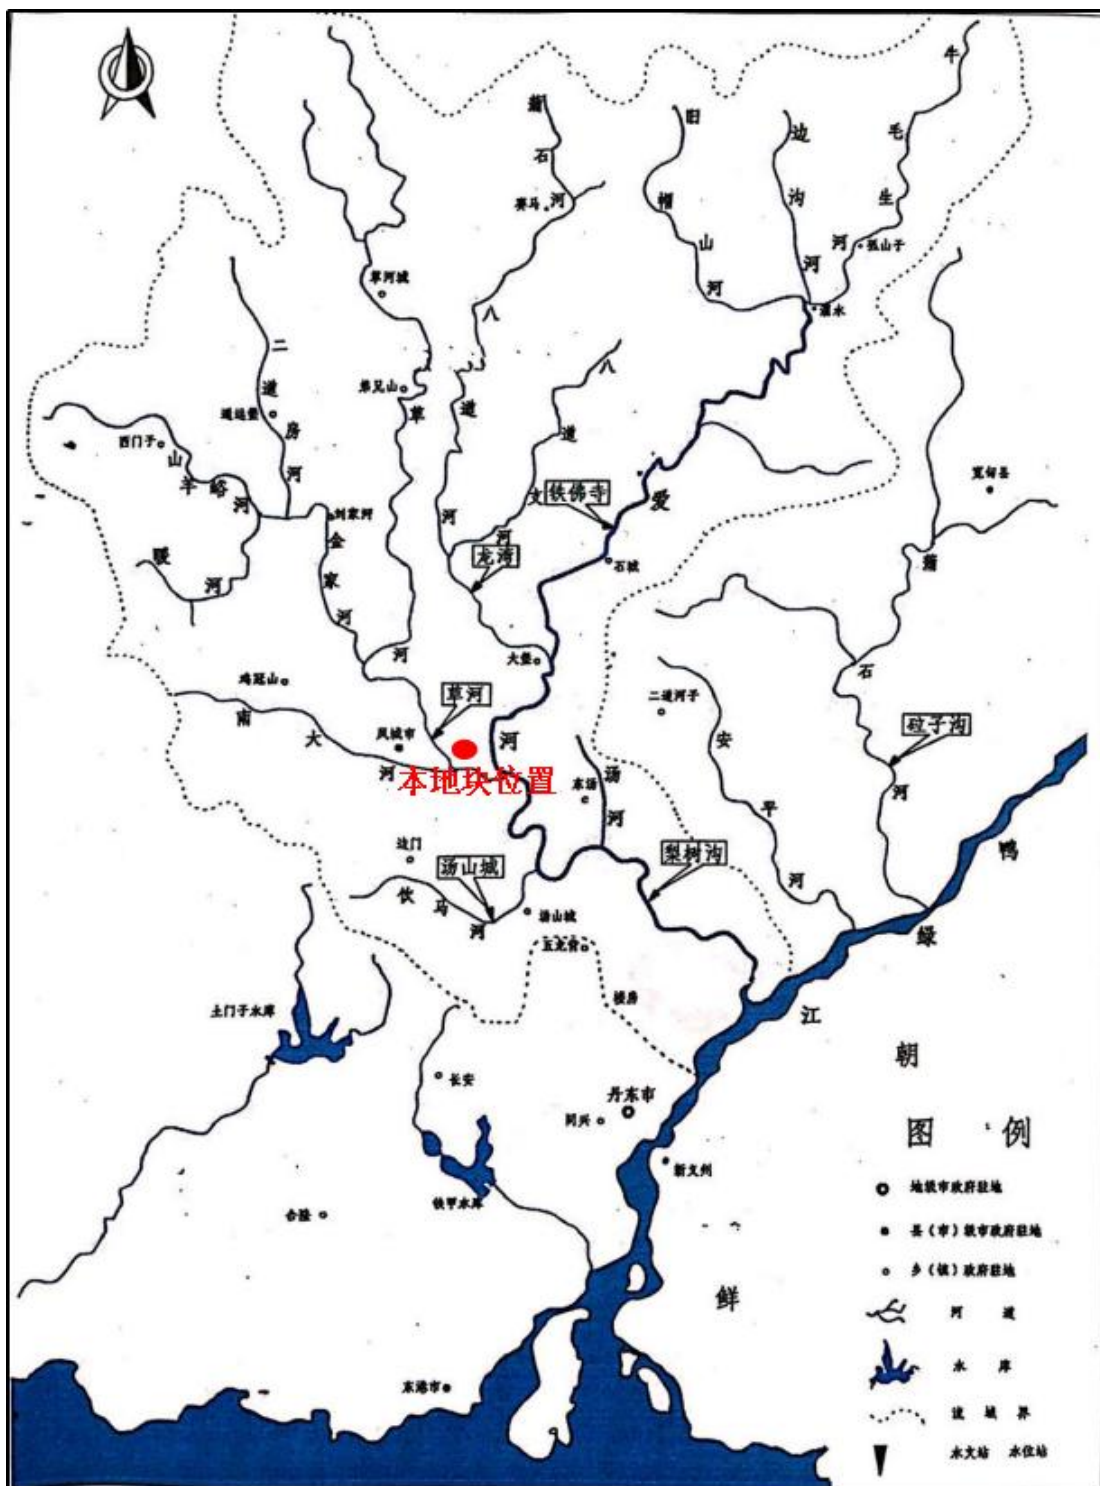 牛毛生河
蒲石河
赛马
旧帽山河
边沟河
孤山子
灌水
草河城
八道河
八道文河
弟兄山
草河
二道房河
通远堡
西门子
山羊峪河
刘家河
金家河
暖河
铁佛寺
爱河
石城
宽甸县
蒲石河
龙湾
大堡
鸡冠山
南大河
草河
凤城市
本地块位置
二道河子
安平河
砬子沟
东汤
汤河
梨树沟
边门
汤山城
饮马河
汤山城
五龙背
楼房
鸭绿江
土门子水库
朝鲜
长安
丹东市
同兴
新义州
铁甲水库
合隆
东港市
图例
地级市政府驻地
县（市）级市政府驻地
乡（镇）政府驻地
河道
水库
流域界
水文站 水位站